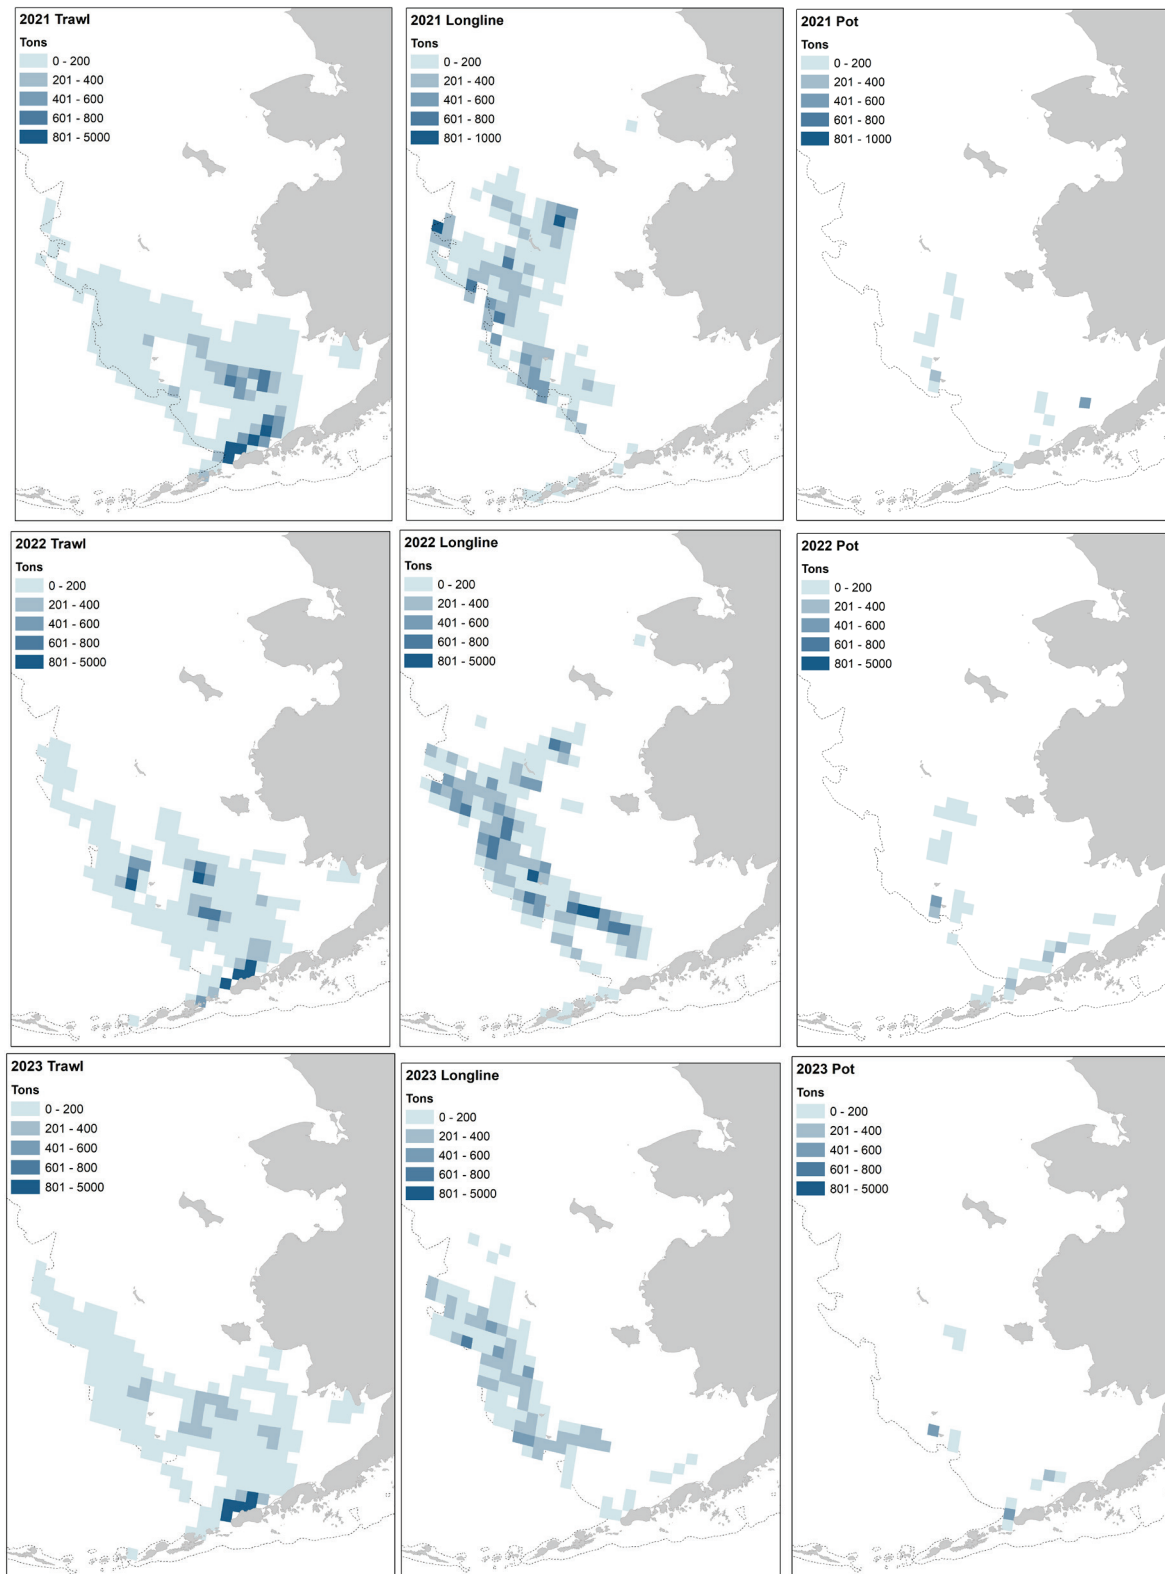 2021 Trawl
Tons
0 - 200
201 - 400
401 - 600
601 - 800
801 - 5000
2021 Longline
Tons
0 - 200
201 - 400
401 - 600
601 - 800
801 - 1000
2021 Pot
Tons
0 - 200
201 - 400
401 - 600
601 - 800
801 - 1000
2022 Trawl
Tons
0 - 200
201 - 400
401 - 600
601 - 800
801 - 5000
2022 Longline
Tons
0 - 200
201 - 400
401 - 600
601 - 800
801 - 5000
2022 Pot
Tons
0 - 200
201 - 400
401 - 600
601 - 800
801 - 5000
2023 Trawl
Tons
0 - 200
201 - 400
401 - 600
601 - 800
801 - 5000
2023 Longline
Tons
0 - 200
201 - 400
401 - 600
601 - 800
801 - 5000
2023 Pot
Tons
0 - 200
201 - 400
401 - 600
601 - 800
801 - 5000